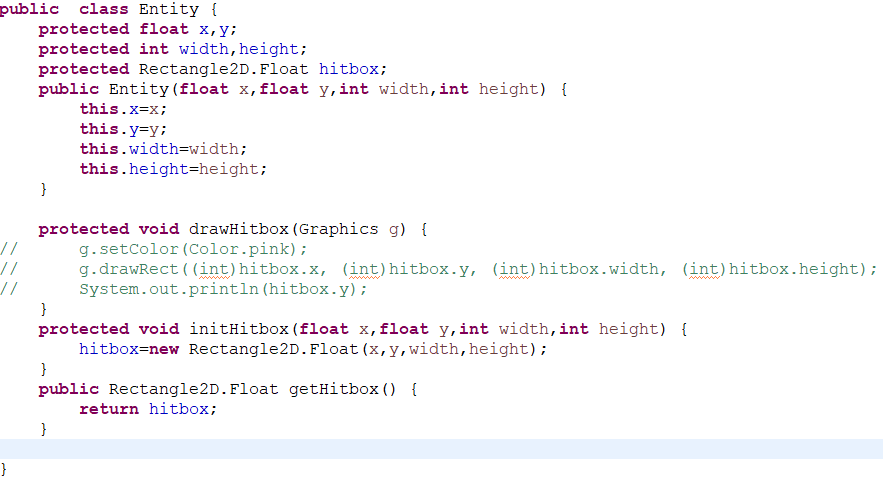 public  class Entity {
    protected float x,y;
    protected int width,height;
    protected Rectangle2D.Float hitbox;
    public Entity(float x,float y,int width,int height) {
        this.x=x;
        this.y=y;
        this.width=width;
        this.height=height;
    }

    protected void drawHitbox(Graphics g) {
//      g.setColor(Color.pink);
//      g.drawRect((int)hitbox.x, (int)hitbox.y, (int)hitbox.width, (int)hitbox.height);
//      System.out.println(hitbox.y);
    }
    protected void initHitbox(float x,float y,int width,int height) {
        hitbox=new Rectangle2D.Float(x,y,width,height);
    }
    public Rectangle2D.Float getHitbox() {
        return hitbox;
    }

}